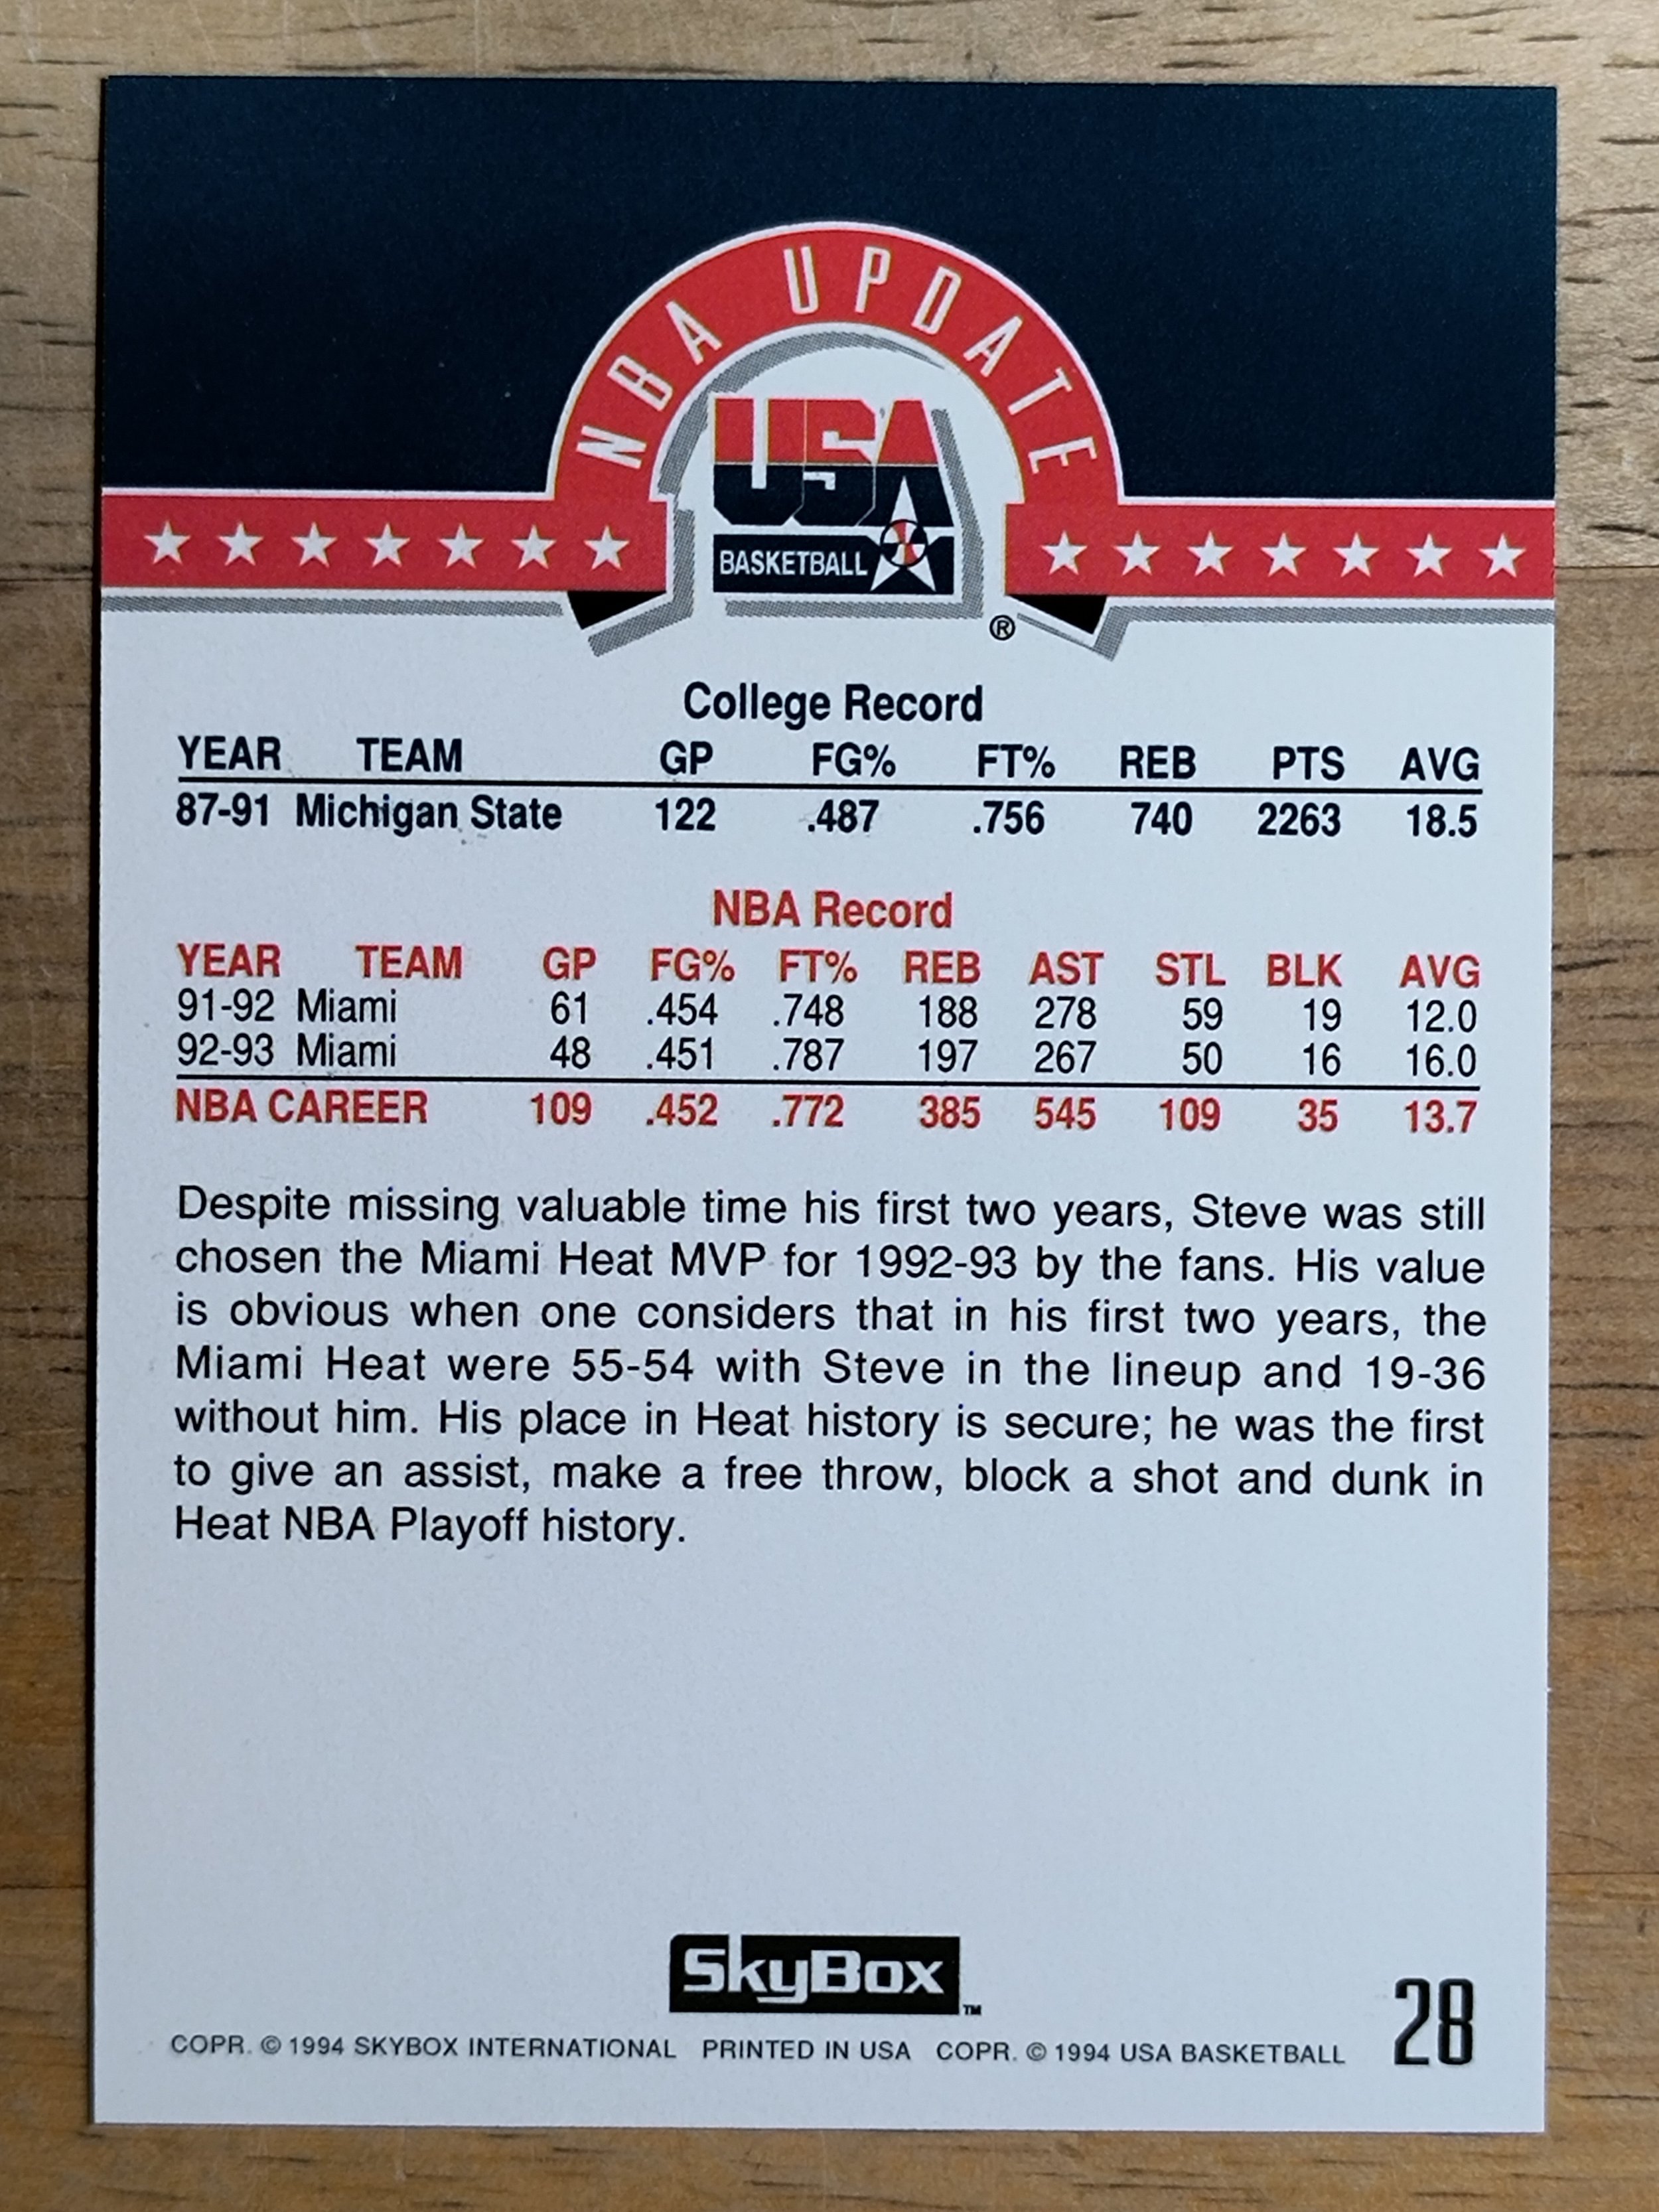 NBA UPDATE
USA
BASKETBALL
®
College Record
YEAR TEAM GP FG% FT% REB PTS AVG
87-91 Michigan State 122 .487 .756 740 2263 18.5
NBA Record
YEAR TEAM GP FG% FT% REB AST STL BLK AVG
91-92 Miami 61 .454 .748 188 278 59 19 12.0
92-93 Miami 48 .451 .787 197 267 50 16 16.0
NBA CAREER 109 .452 .772 385 545 109 35 13.7
Despite missing valuable time his first two years, Steve was still
chosen the Miami Heat MVP for 1992-93 by the fans. His value
is obvious when one considers that in his first two years, the
Miami Heat were 55-54 with Steve in the lineup and 19-36
without him. His place in Heat history is secure; he was the first
to give an assist, make a free throw, block a shot and dunk in
Heat NBA Playoff history.
SkyBox™
COPR. © 1994 SKYBOX INTERNATIONAL PRINTED IN USA COPR. © 1994 USA BASKETBALL
28